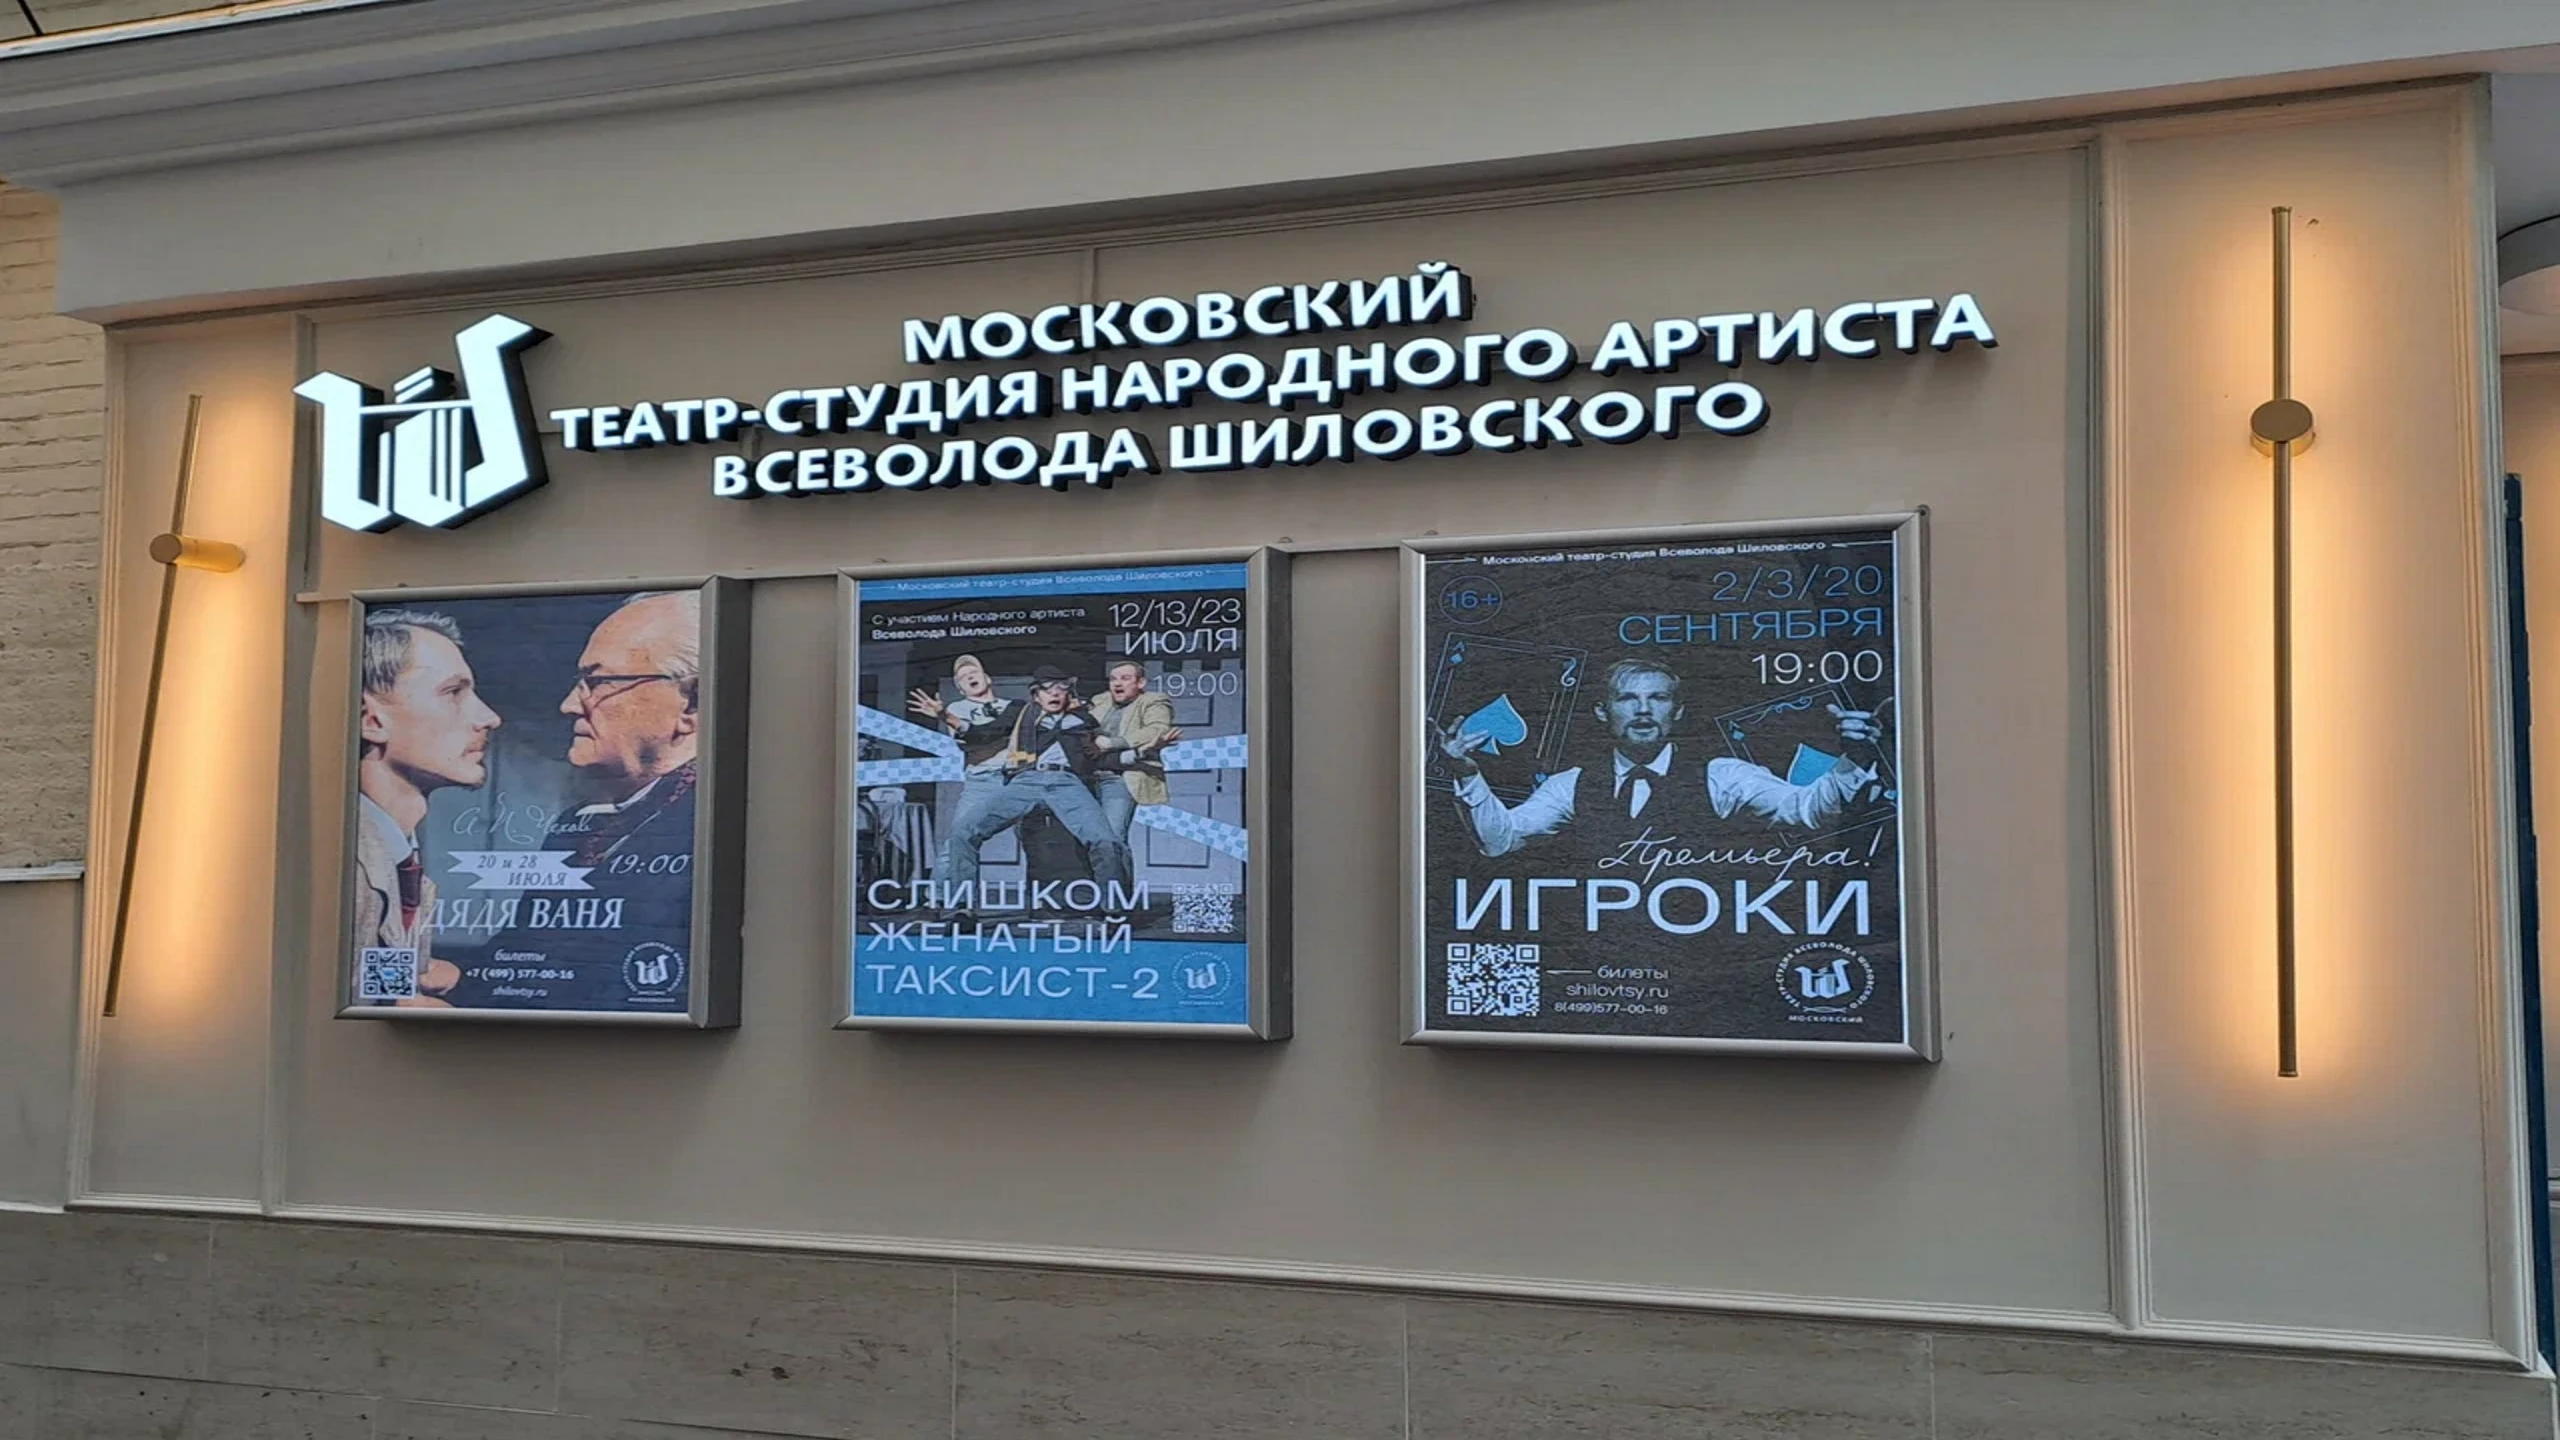 МОСКОВСКИЙ
ТЕАТР-СТУДИЯ НАРОДНОГО АРТИСТА
ВСЕВОЛОДА ШИЛОВСКОГО
А. П. Чехов
20 и 28
ИЮЛЯ
19:00
ДЯДЯ ВАНЯ
билеты
+7 (499) 577-00-16
shilovtsy.ru
Московский театр-студия Всеволода Шиловского
С участием Народного артиста
Всеволода Шиловского
12/13/23
ИЮЛЯ
19:00
СЛИШКОМ
ЖЕНАТЫЙ
ТАКСИСТ-2
Московский театр-студия Всеволода Шиловского
16+
2/3/20
СЕНТЯБРЯ
19:00
Премьера!
ИГРОКИ
билеты
shilovtsy.ru
8(499)577-00-16
ТЕАТР-СТУДИЯ ВСЕВОЛОДА ШИЛОВСКОГО
МОСКОВСКИЙ